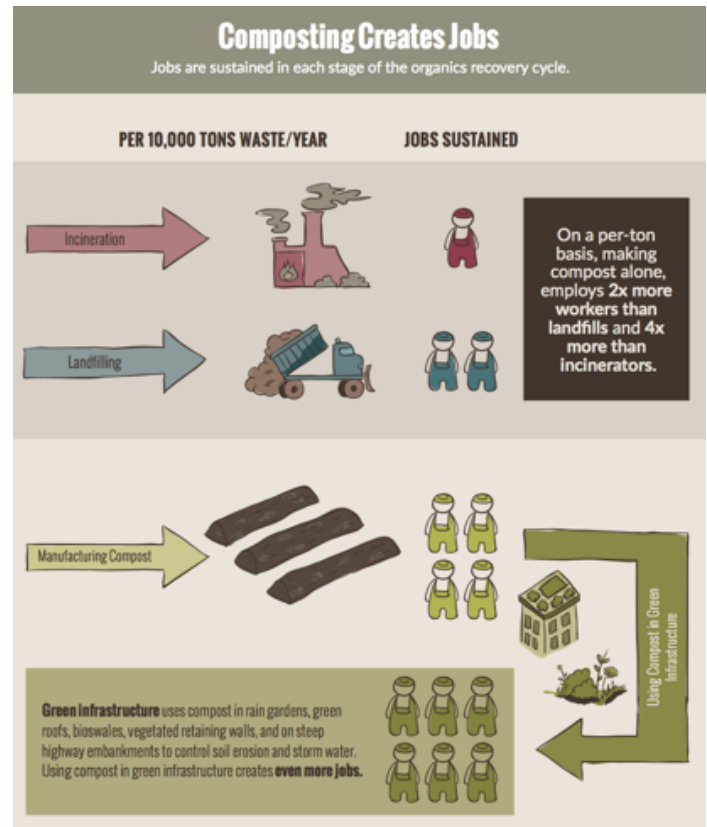 Composting Creates Jobs
Jobs are sustained in each stage of the organics recovery cycle.
PER 10,000 TONS WASTE/YEAR
JOBS SUSTAINED
Incineration
On a per-ton
basis, making
compost alone,
employs 2x more
workers than
landfills and 4x
more than
incinerators.
Landfilling
Manufacturing Compost
Using Compost in Green
Infrastructure
Green infrastructure uses compost in rain gardens, green
roofs, bioswales, vegetated retaining walls, and on steep
highway embankments to control soil erosion and storm water.
Using compost in green infrastructure creates even more jobs.